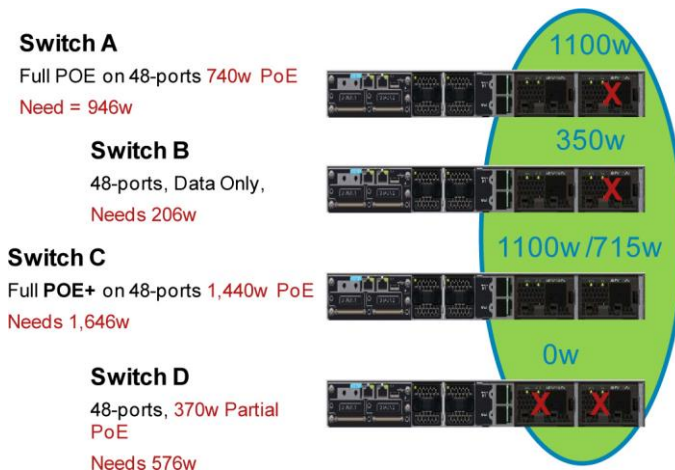 Switch A
Full POE on 48-ports 740w PoE
Need = 946w
1100w
X
Switch B
48-ports, Data Only,
Needs 206w
350w
X
Switch C
Full POE+ on 48-ports 1,440w PoE
Needs 1,646w
1100w /715w
Switch D
48-ports, 370w Partial
PoE
Needs 576w
0w
X X